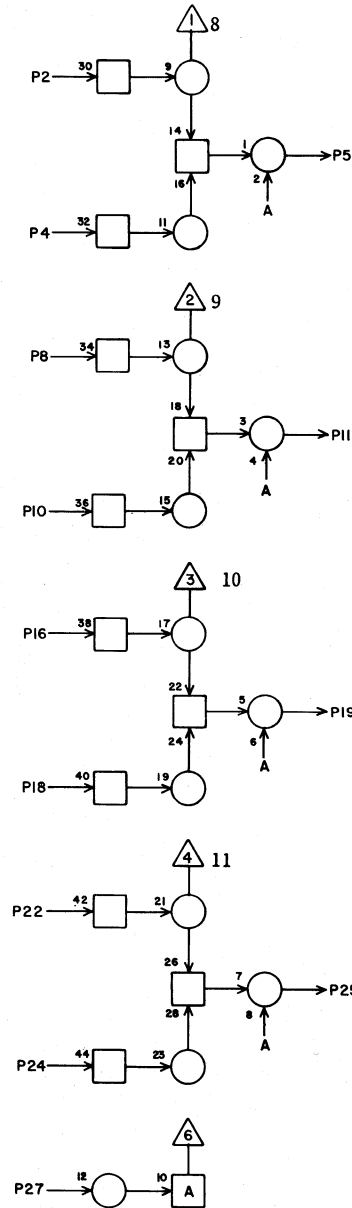 1 8
P2 30 9
14 1 P5
16 2
A
P4 32 11
2 9
P8 34 13
18 3 P11
20 4
A
P10 36 15
3 10
P16 38 17
22 5 P19
24 6
A
P18 40 19
4 11
P22 42 21
26 7 P25
28 8
A
P24 44 23
6
P27 12 10 A